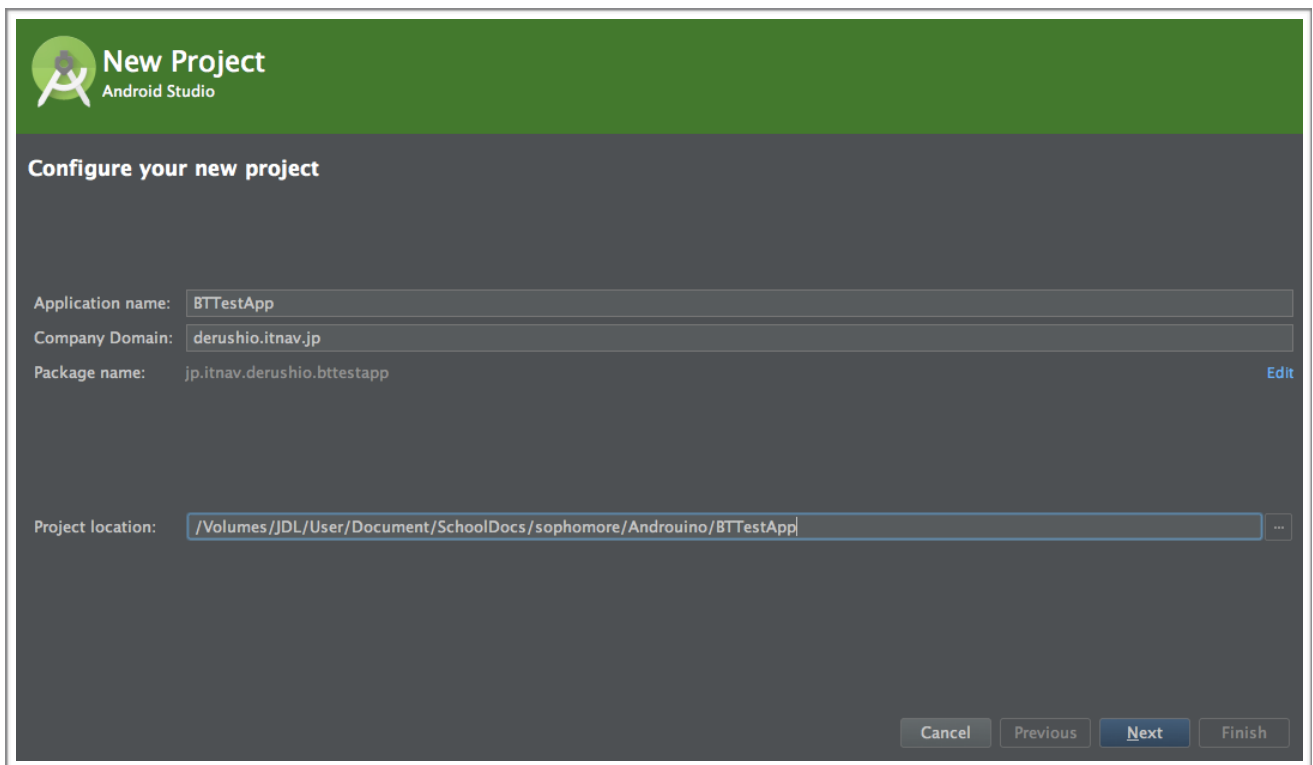 New Project
Android Studio
Configure your new project
Application name: BTTestApp
Company Domain: derushio.itnav.jp
Package name: jp.itnav.derushio.bttestapp Edit
Project location: /Volumes/JDL/User/Document/SchoolDocs/sophomore/Androuino/BTTestApp ...
Cancel Previous Next Finish